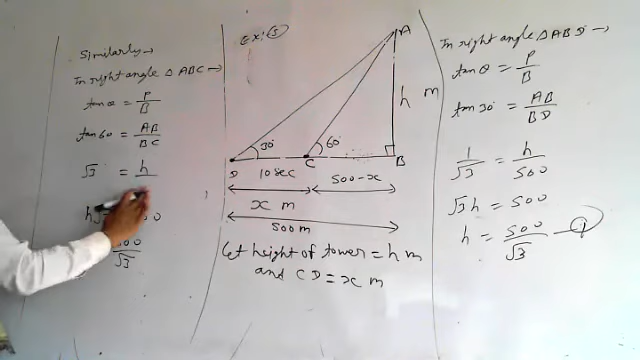 Similarly →
In right angle △ ABC →
tan θ = P/B
tan 60 = AB/BC
√3 = h
500/√3
Ex: 5
A
h m
30°
60°
D
C
B
10 sec
500-x
x m
500m
Let height of tower = h m
and CD = x m
In right angle △ ABD →
tan θ = P/B
tan 30° = AB/BD
1/√3 = h/500
√3 h = 500
h = 500/√3 — 1